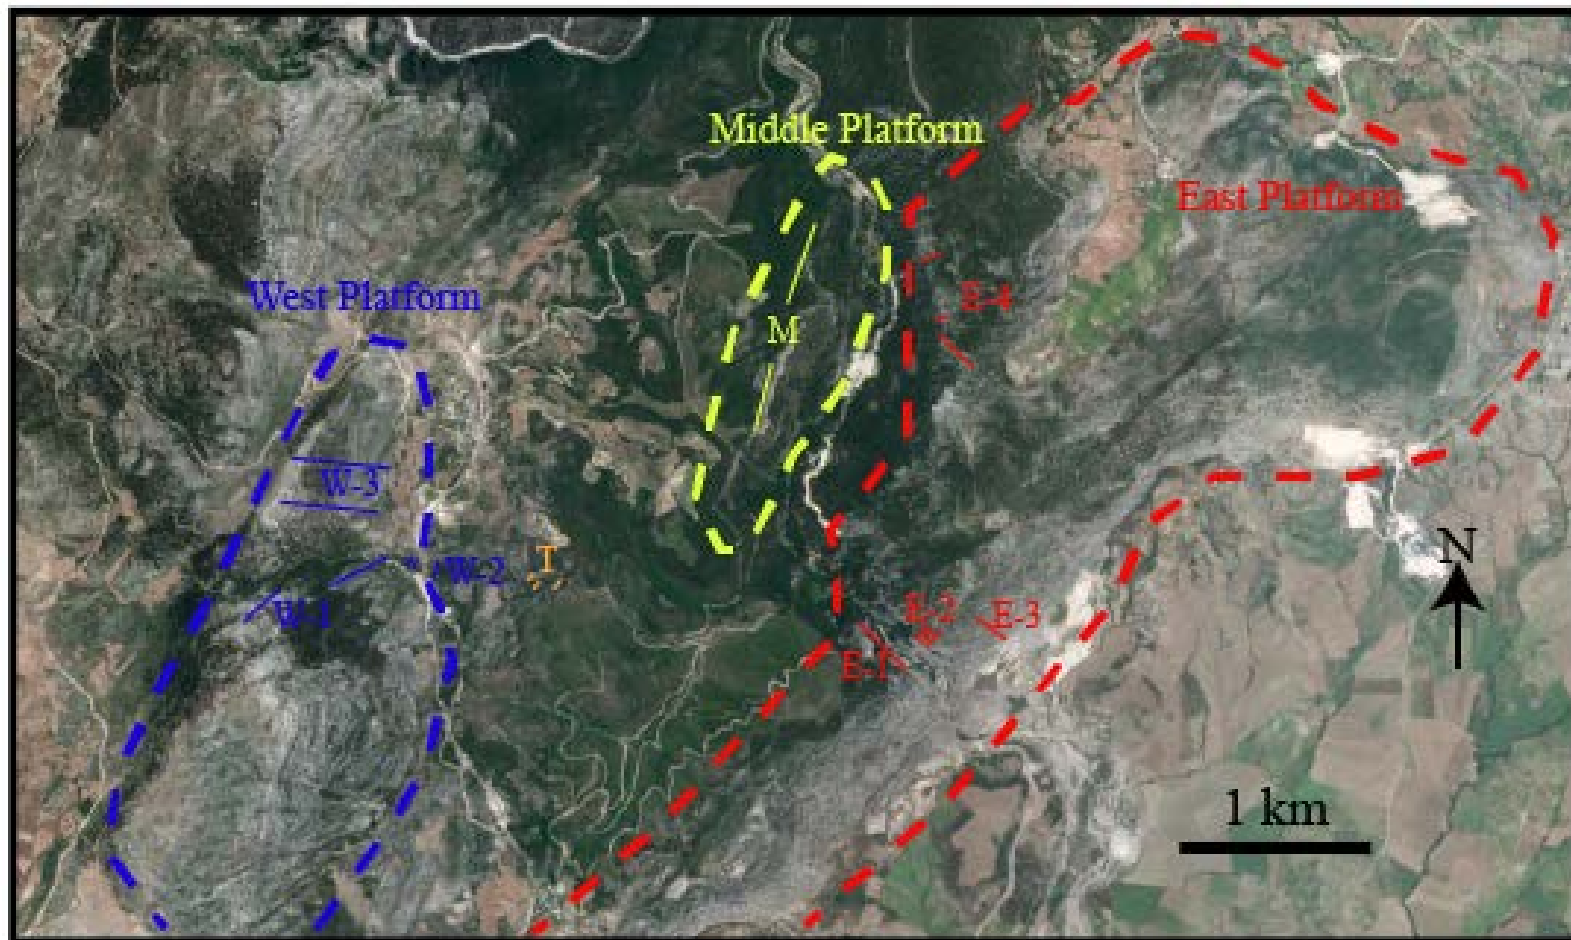 Middle Platform
East Platform
West Platform
E-4
M
W-3
T
W-2
N
W-1
E-2
E-3
E-1
1 km